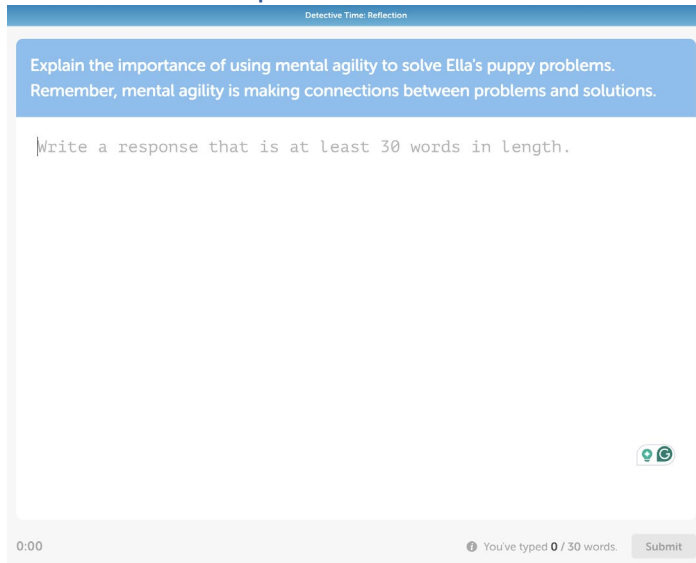 Detective Time: Reflection
Explain the importance of using mental agility to solve Ella's puppy problems.
Remember, mental agility is making connections between problems and solutions.
Write a response that is at least 30 words in length.
0:00
You've typed 0 / 30 words.
Submit